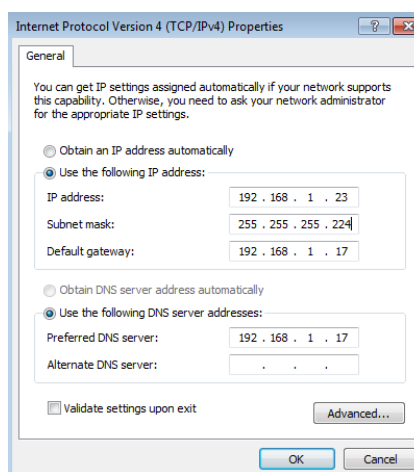 Internet Protocol Version 4 (TCP/IPv4) Properties
General
You can get IP settings assigned automatically if your network supports
this capability. Otherwise, you need to ask your network administrator
for the appropriate IP settings.
Obtain an IP address automatically
Use the following IP address:
IP address: 192 . 168 . 1 . 23
Subnet mask: 255 . 255 . 255 . 224
Default gateway: 192 . 168 . 1 . 17
Obtain DNS server address automatically
Use the following DNS server addresses:
Preferred DNS server: 192 . 168 . 1 . 17
Alternate DNS server: . . .
Validate settings upon exit
Advanced...
OK Cancel